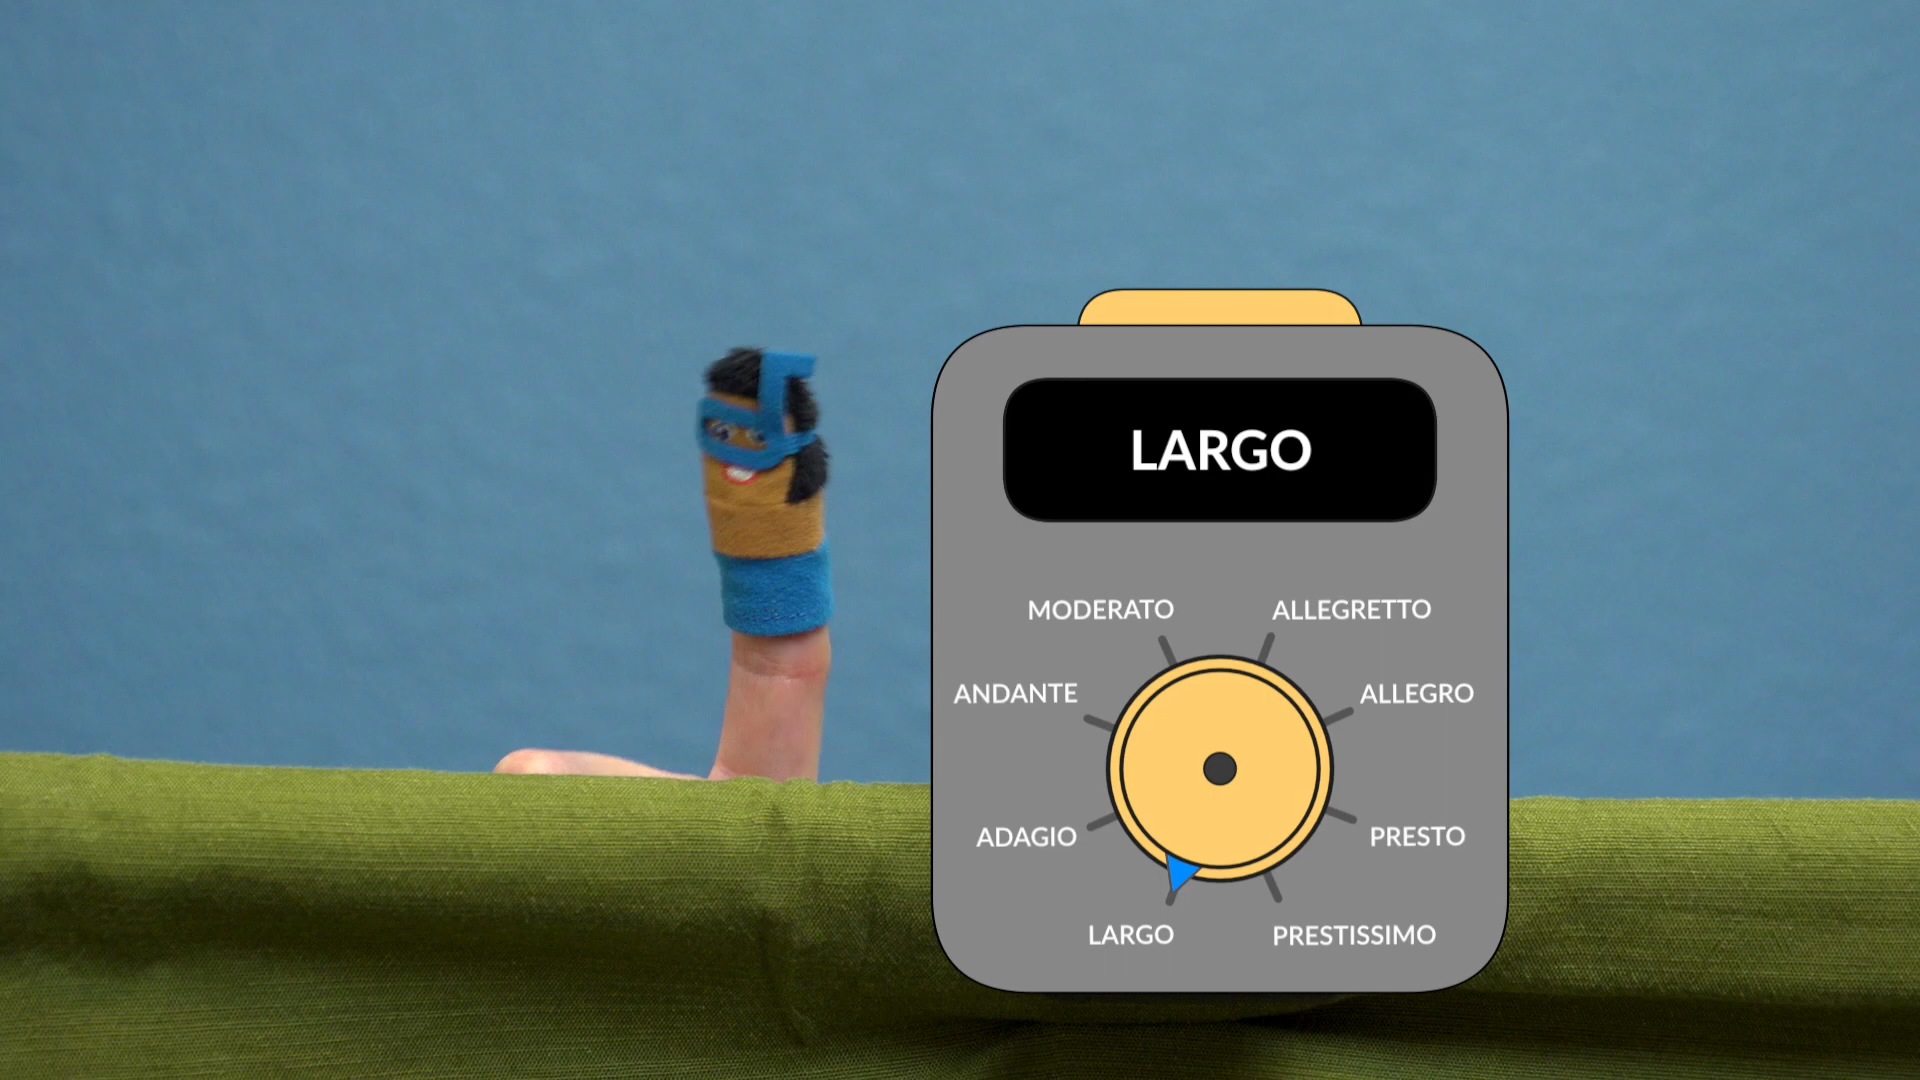 LARGO
MODERATO
ALLEGRETTO
ANDANTE
ALLEGRO
ADAGIO
PRESTO
LARGO
PRESTISSIMO